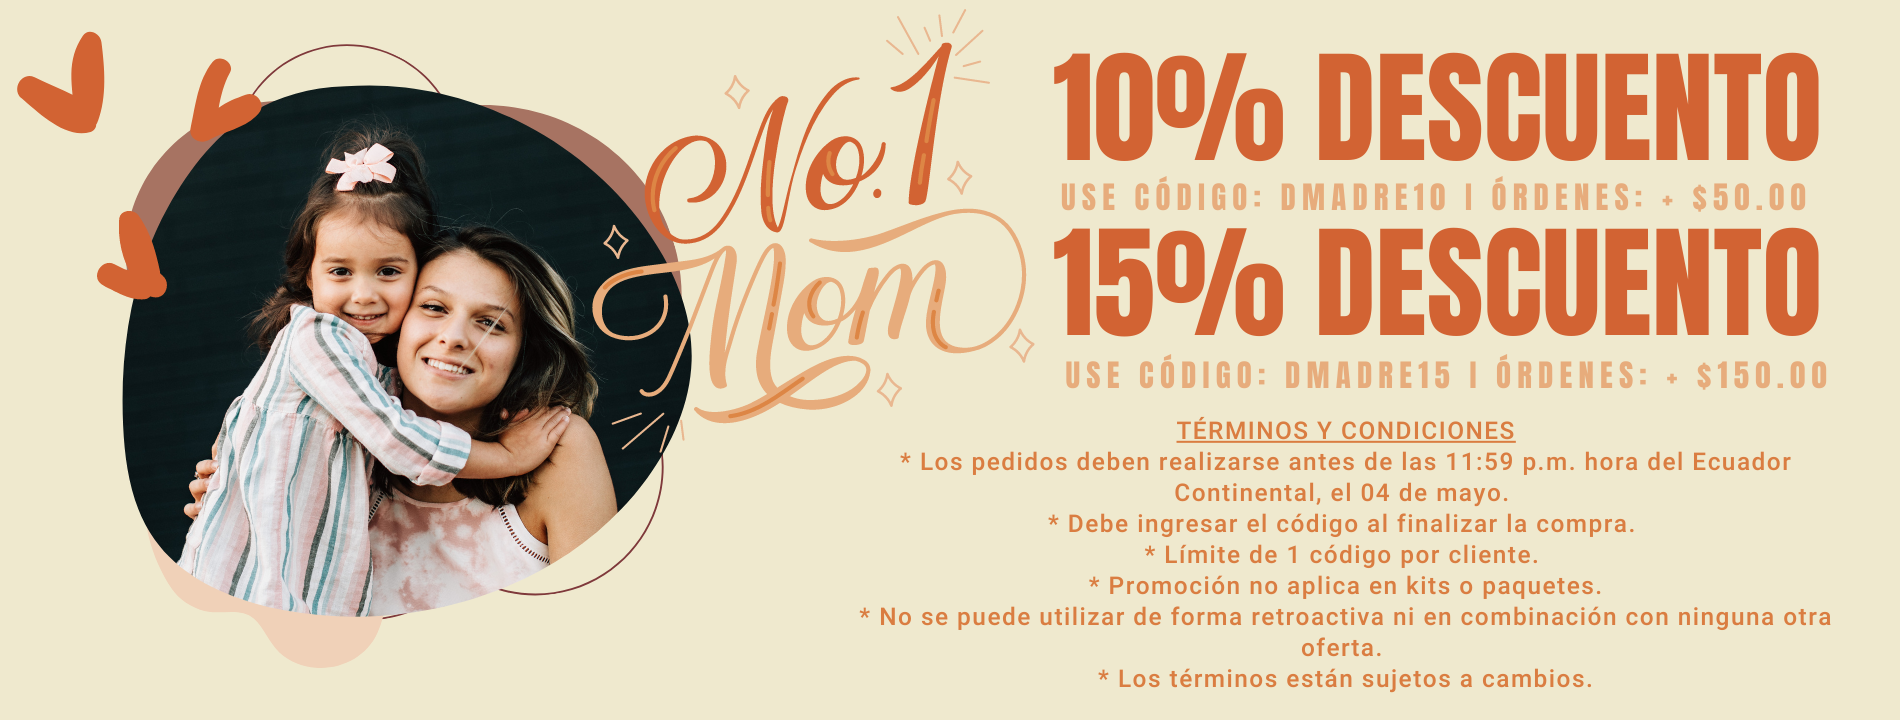 No.1
Mom
10% DESCUENTO
USE CÓDIGO: DMADRE10 | ÓRDENES: + $50.00
15% DESCUENTO
USE CÓDIGO: DMADRE15 | ÓRDENES: + $150.00
TÉRMINOS Y CONDICIONES
* Los pedidos deben realizarse antes de las 11:59 p.m. hora del Ecuador
Continental, el 04 de mayo.
* Debe ingresar el código al finalizar la compra.
* Límite de 1 código por cliente.
* Promoción no aplica en kits o paquetes.
* No se puede utilizar de forma retroactiva ni en combinación con ninguna otra
oferta.
* Los términos están sujetos a cambios.